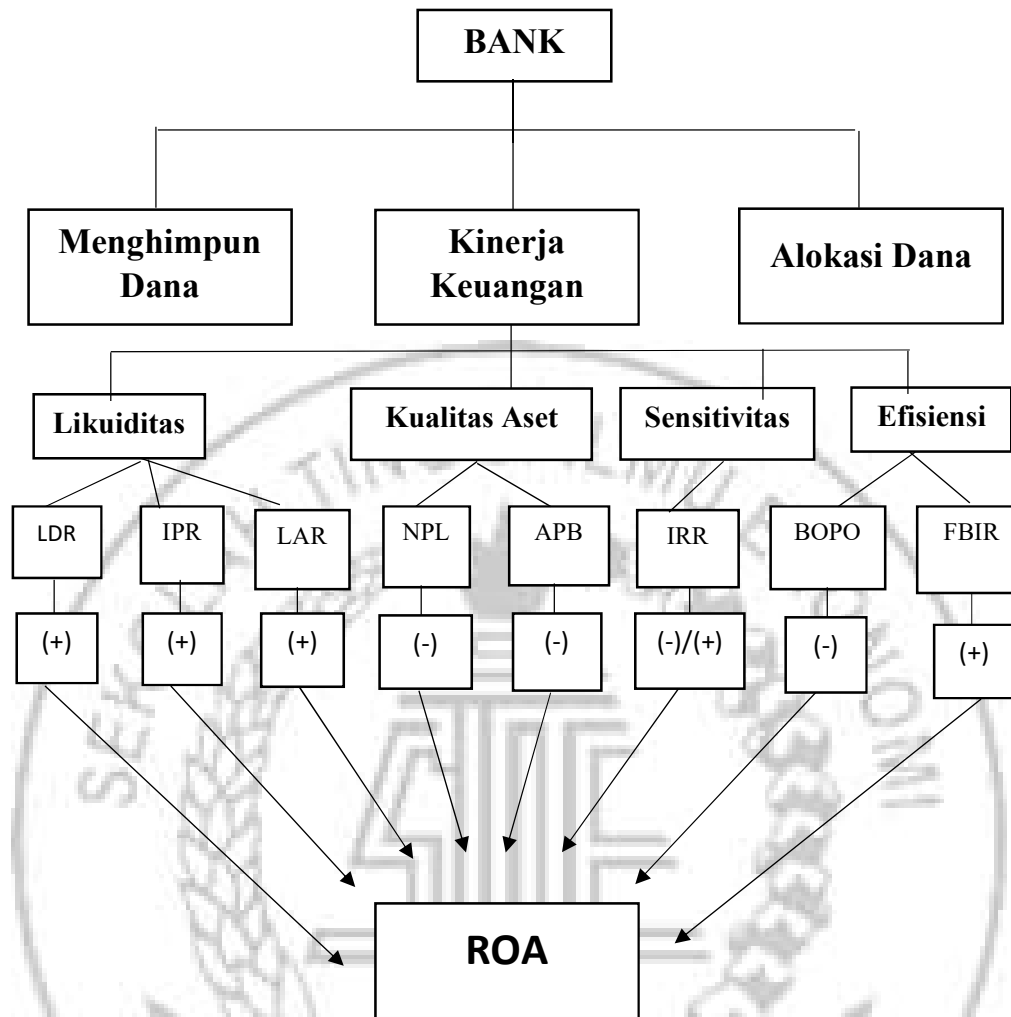 BANK
Menghimpun
Dana
Kinerja
Keuangan
Alokasi Dana
Likuiditas
Kualitas Aset
Sensitivitas
Efisiensi
LDR
IPR
LAR
NPL
APB
IRR
BOPO
FBIR
(+)
(+)
(+)
(-)
(-)
(-)/(+)
(-)
(+)
ROA